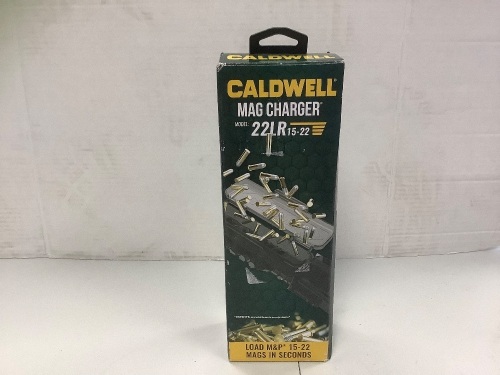 CALDWELL
MAG CHARGER
MODEL: 22LR 15-22
LOAD M&P® 15-22
MAGS IN SECONDS